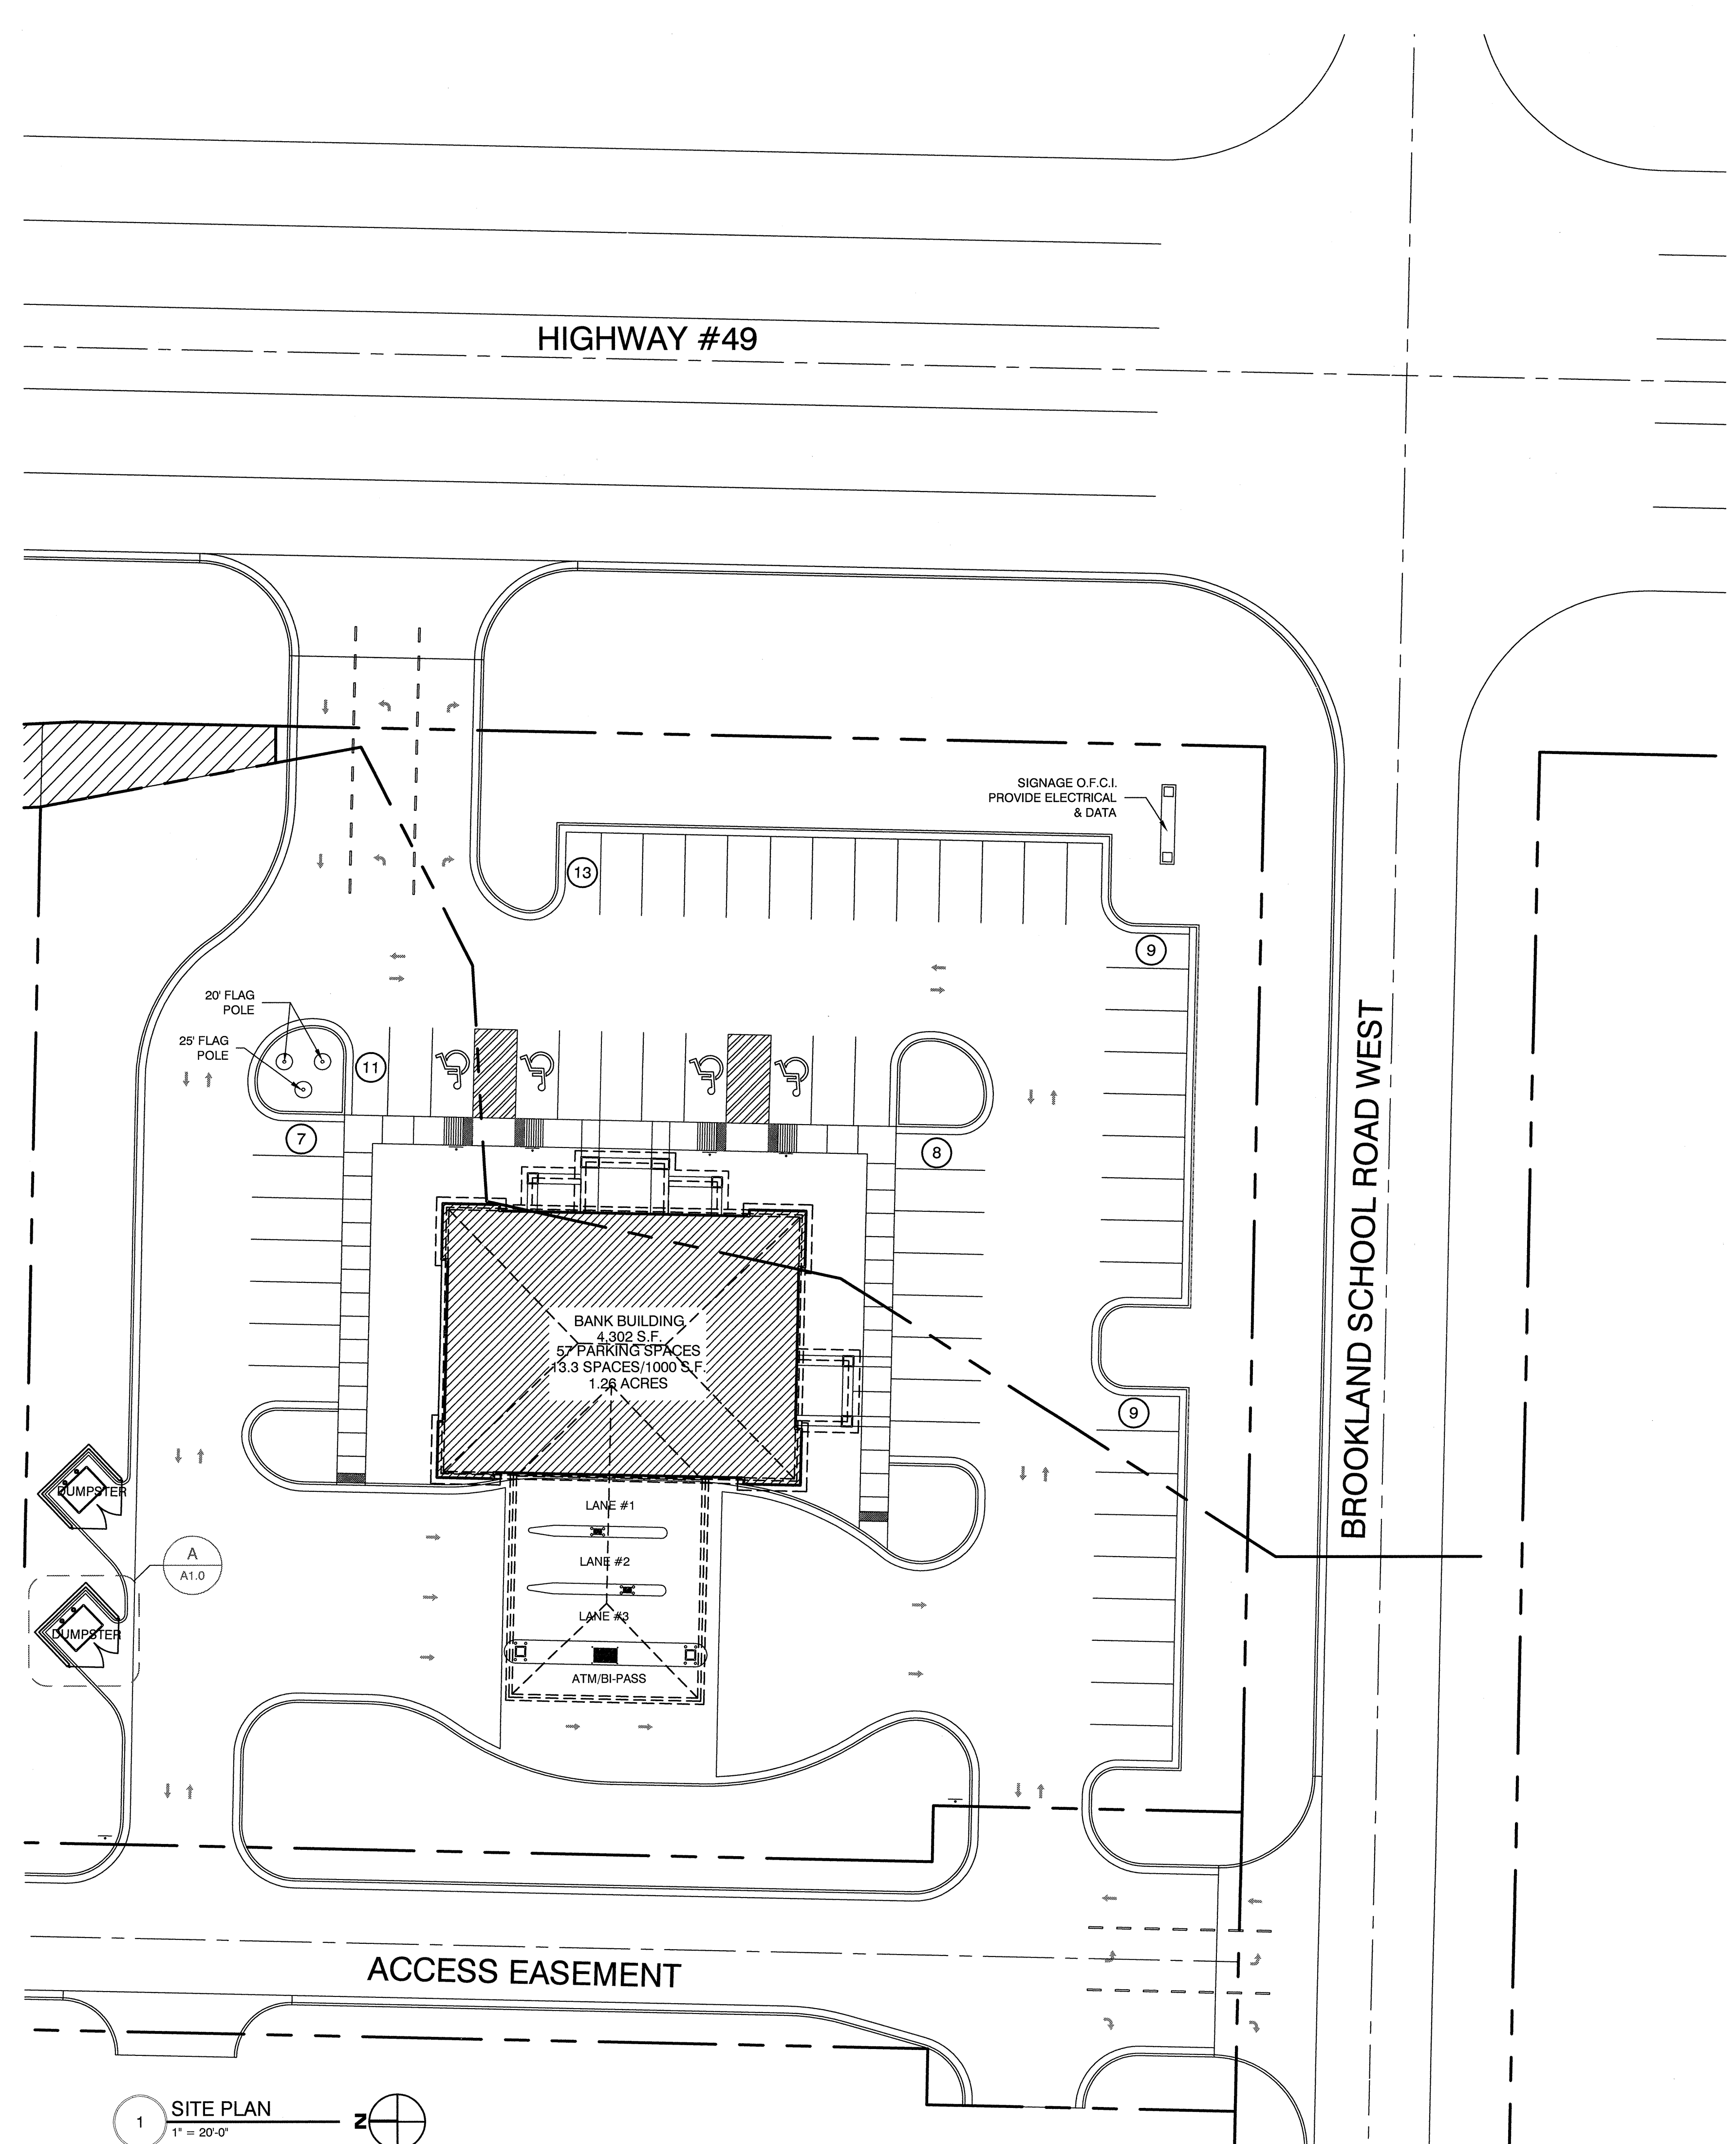 HIGHWAY #49
SIGNAGE O.F.C.I.
PROVIDE ELECTRICAL
& DATA
13
9
20' FLAG
POLE
25' FLAG
POLE
11
7
8
BROOKLAND SCHOOL ROAD WEST
BANK BUILDING
4,302 S.F.
57 PARKING SPACES
13.3 SPACES/1000 S.F.
1.26 ACRES
9
DUMPSTER
LANE #1
A
A1.0
LANE #2
LANE #3
DUMPSTER
ATM/BI-PASS
ACCESS EASEMENT
1
SITE PLAN
1" = 20'-0"
N